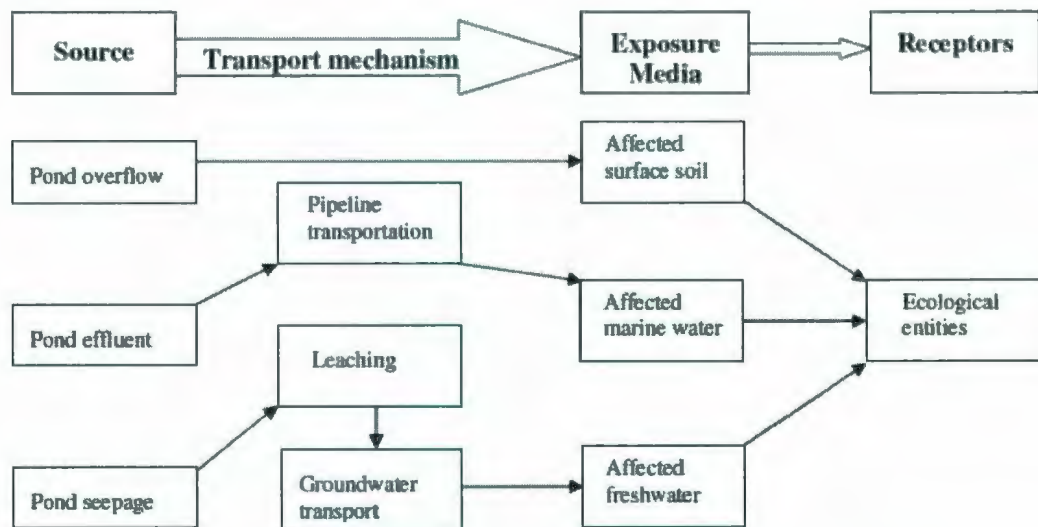 Source
Transport mechanism
Exposure
Media
Receptors
Pond overflow
Affected
surface soil
Pipeline
transportation
Pond effluent
Affected
marine water
Ecological
entities
Leaching
Pond seepage
Groundwater
transport
Affected
freshwater